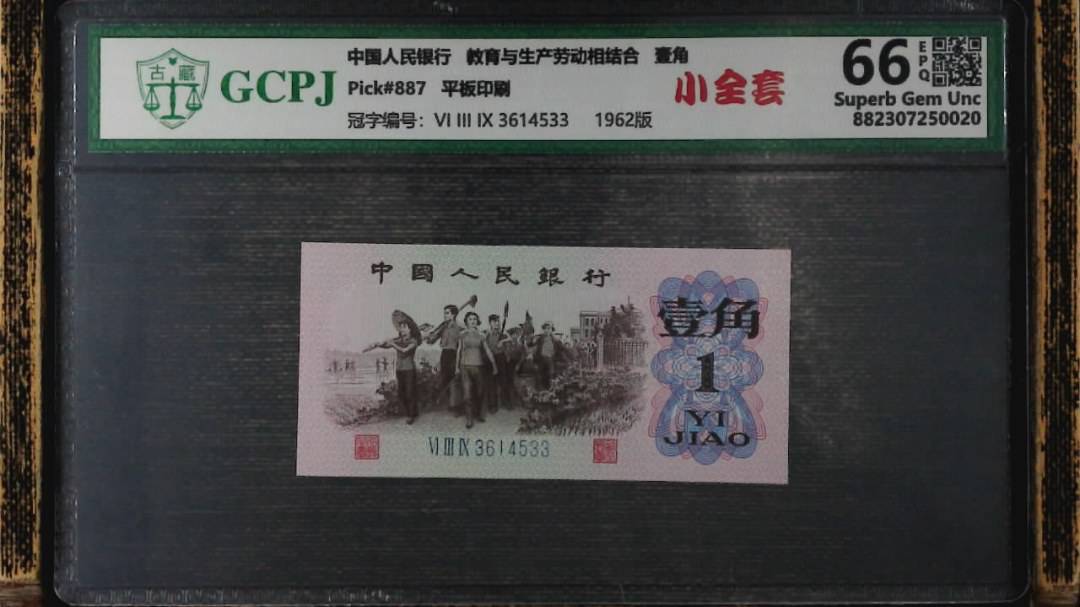 古 藏
GCPJ
中国人民银行 教育与生产劳动相结合 壹角
Pick#887 平板印刷
冠字编号：VI III IX 3614533 1962版
小全套
66 EPQ
Superb Gem Unc
882307250020
中國人民銀行
壹角
1
YI
JIAO
VI III IX 3614533